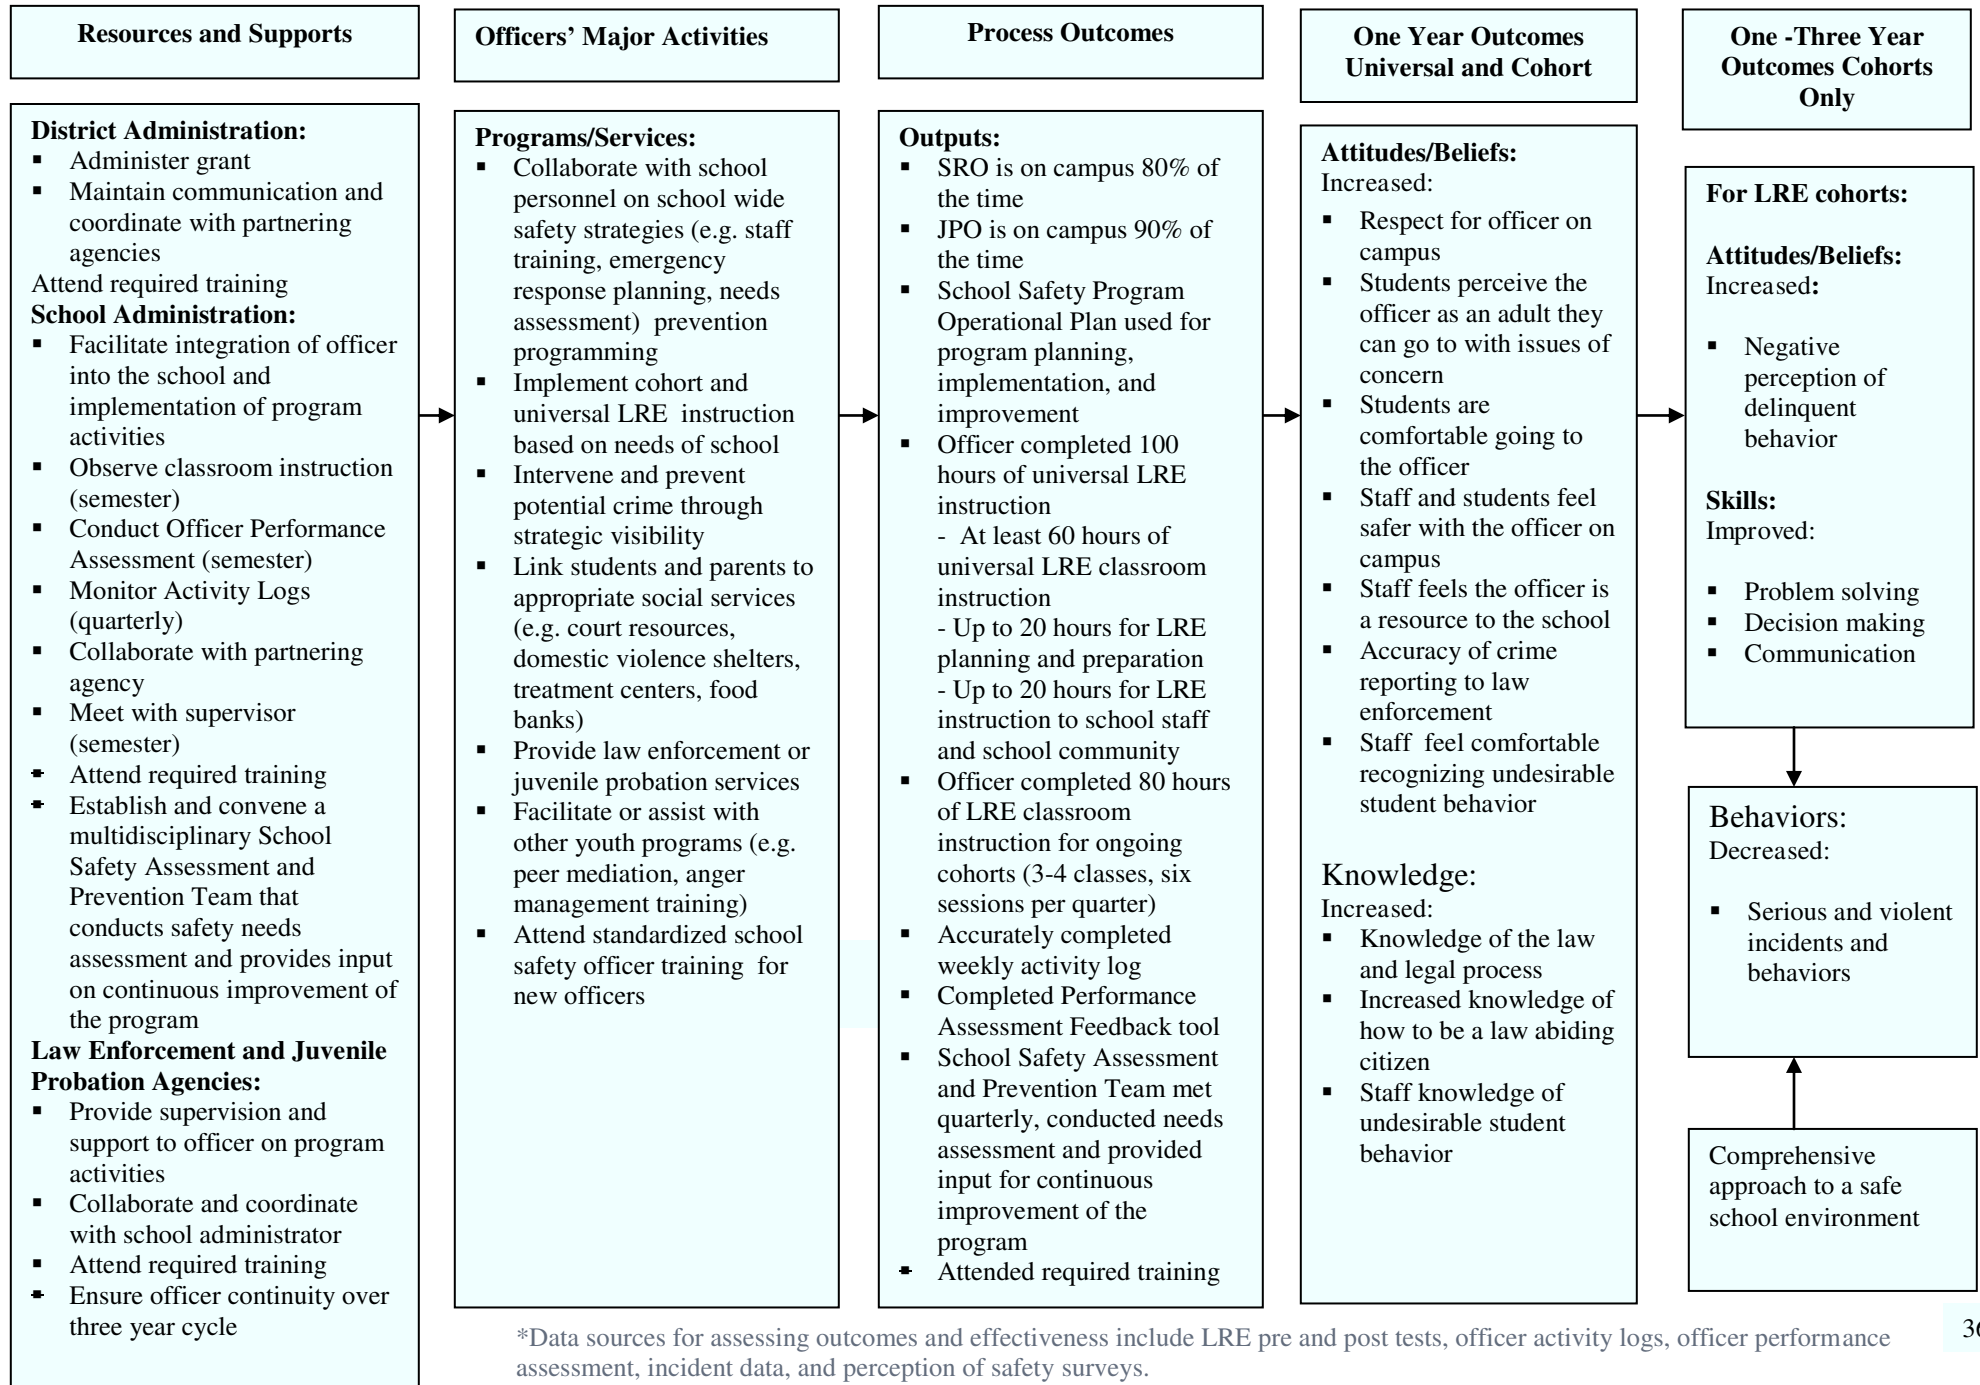 Resources and Supports
District Administration:
▪ Administer grant
▪ Maintain communication and
coordinate with partnering
agencies
Attend required training
School Administration:
▪ Facilitate integration of officer
into the school and
implementation of program
activities
▪ Observe classroom instruction
(semester)
▪ Conduct Officer Performance
Assessment (semester)
▪ Monitor Activity Logs
(quarterly)
▪ Collaborate with partnering
agency
▪ Meet with supervisor
(semester)
▪ Attend required training
▪ Establish and convene a
multidisciplinary School
Safety Assessment and
Prevention Team that
conducts safety needs
assessment and provides input
on continuous improvement of
the program
Law Enforcement and Juvenile
Probation Agencies:
▪ Provide supervision and
support to officer on program
activities
▪ Collaborate and coordinate
with school administrator
▪ Attend required training
▪ Ensure officer continuity over
three year cycle
Officers' Major Activities
Programs/Services:
▪ Collaborate with school
personnel on school wide
safety strategies (e.g. staff
training, emergency
response planning, needs
assessment) prevention
programming
▪ Implement cohort and
universal LRE instruction
based on needs of school
▪ Intervene and prevent
potential crime through
strategic visibility
▪ Link students and parents to
appropriate social services
(e.g. court resources,
domestic violence shelters,
treatment centers, food
banks)
▪ Provide law enforcement or
juvenile probation services
▪ Facilitate or assist with
other youth programs (e.g.
peer mediation, anger
management training)
▪ Attend standardized school
safety officer training for
new officers
Process Outcomes
Outputs:
▪ SRO is on campus 80% of
the time
▪ JPO is on campus 90% of
the time
▪ School Safety Program
Operational Plan used for
program planning,
implementation, and
improvement
▪ Officer completed 100
hours of universal LRE
instruction
- At least 60 hours of
universal LRE classroom
instruction
- Up to 20 hours for LRE
planning and preparation
- Up to 20 hours for LRE
instruction to school staff
and school community
▪ Officer completed 80 hours
of LRE classroom
instruction for ongoing
cohorts (3-4 classes, six
sessions per quarter)
▪ Accurately completed
weekly activity log
▪ Completed Performance
Assessment Feedback tool
▪ School Safety Assessment
and Prevention Team met
quarterly, conducted needs
assessment and provided
input for continuous
improvement of the
program
▪ Attended required training
One Year Outcomes
Universal and Cohort
Attitudes/Beliefs:
Increased:
▪ Respect for officer on
campus
▪ Students perceive the
officer as an adult they
can go to with issues of
concern
▪ Students are
comfortable going to
the officer
▪ Staff and students feel
safer with the officer on
campus
▪ Staff feels the officer is
a resource to the school
▪ Accuracy of crime
reporting to law
enforcement
▪ Staff feel comfortable
recognizing undesirable
student behavior
Knowledge:
Increased:
▪ Knowledge of the law
and legal process
▪ Increased knowledge of
how to be a law abiding
citizen
▪ Staff knowledge of
undesirable student
behavior
One -Three Year
Outcomes Cohorts
Only
For LRE cohorts:
Attitudes/Beliefs:
Increased:
▪ Negative
perception of
delinquent
behavior
Skills:
Improved:
▪ Problem solving
▪ Decision making
▪ Communication
Behaviors:
Decreased:
▪ Serious and violent
incidents and
behaviors
Comprehensive
approach to a safe
school environment
*Data sources for assessing outcomes and effectiveness include LRE pre and post tests, officer activity logs, officer performance
assessment, incident data, and perception of safety surveys.